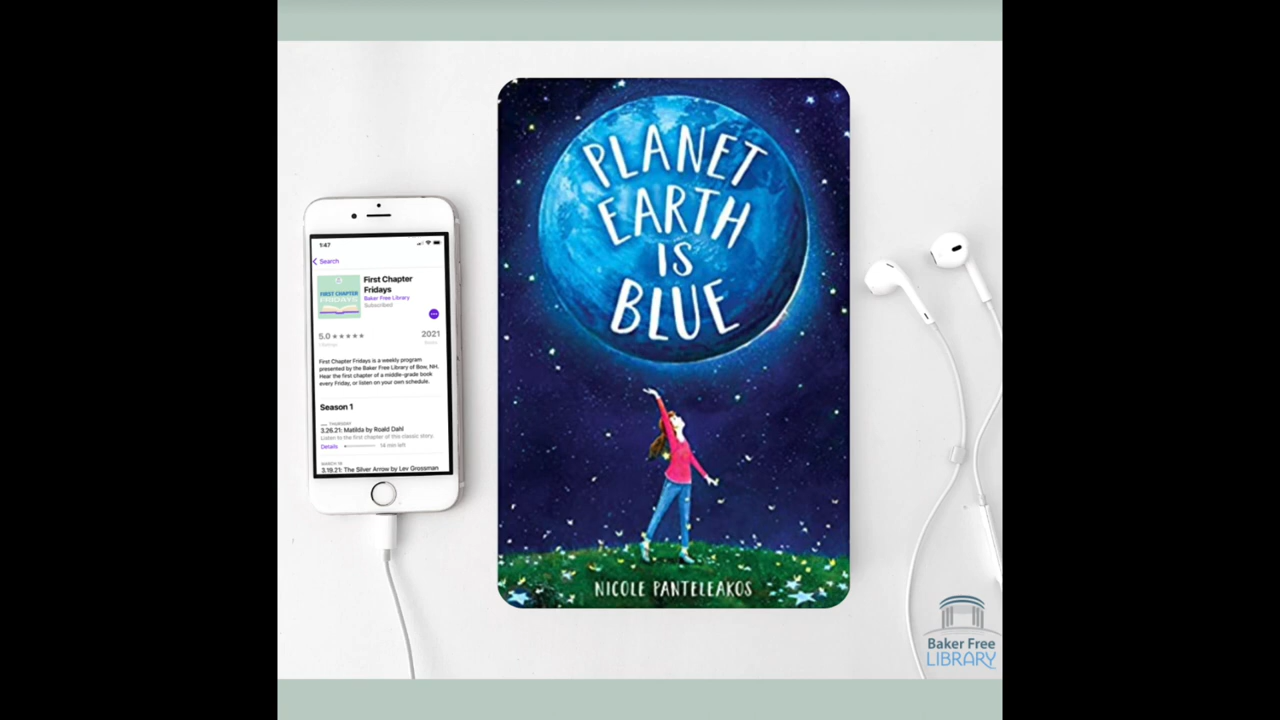 1:47
Search
First Chapter
Fridays
Baker Free Library
Subscribed
FIRST CHAPTER
FRIDAYS
5.0 ★★★★★
2021
First Chapter Fridays is a weekly program
presented by the Baker Free Library of Bow, NH.
Hear the first chapter of a middle-grade book
every Friday, or listen on your own schedule.
Season 1
THURSDAY
3.26.21: Matilda by Roald Dahl
Listen to the first chapter of this classic story.
Details
14 min left
MARCH 18
3.19.21: The Silver Arrow by Lev Grossman
PLANET
EARTH
IS
BLUE
NICOLE PANTELEAKOS
Baker Free
LIBRARY